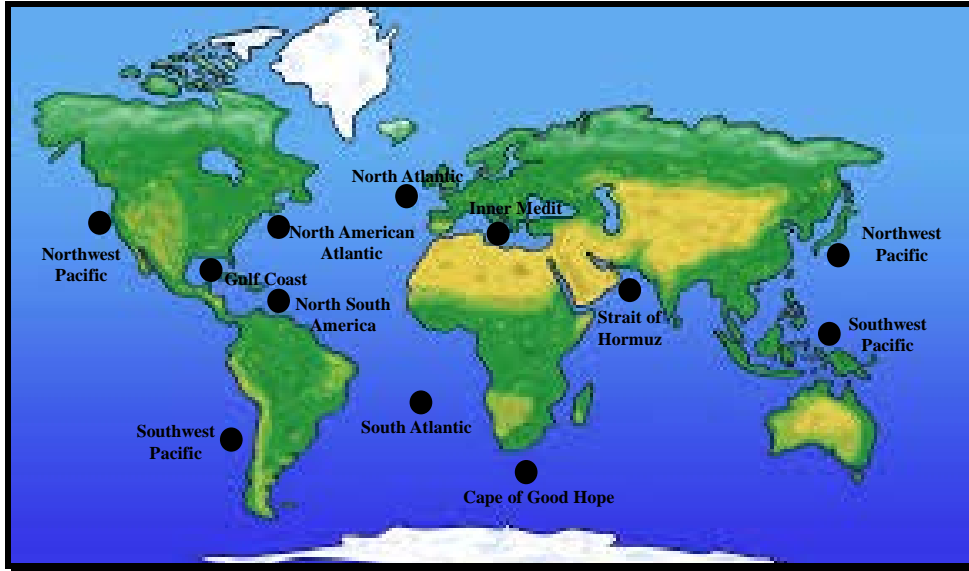 North Atlantic
Inner Medit
North American
Atlantic
Northwest
Pacific
Northwest
Pacific
Gulf Coast
North South
America
Strait of
Hormuz
Southwest
Pacific
South Atlantic
Southwest
Pacific
Cape of Good Hope